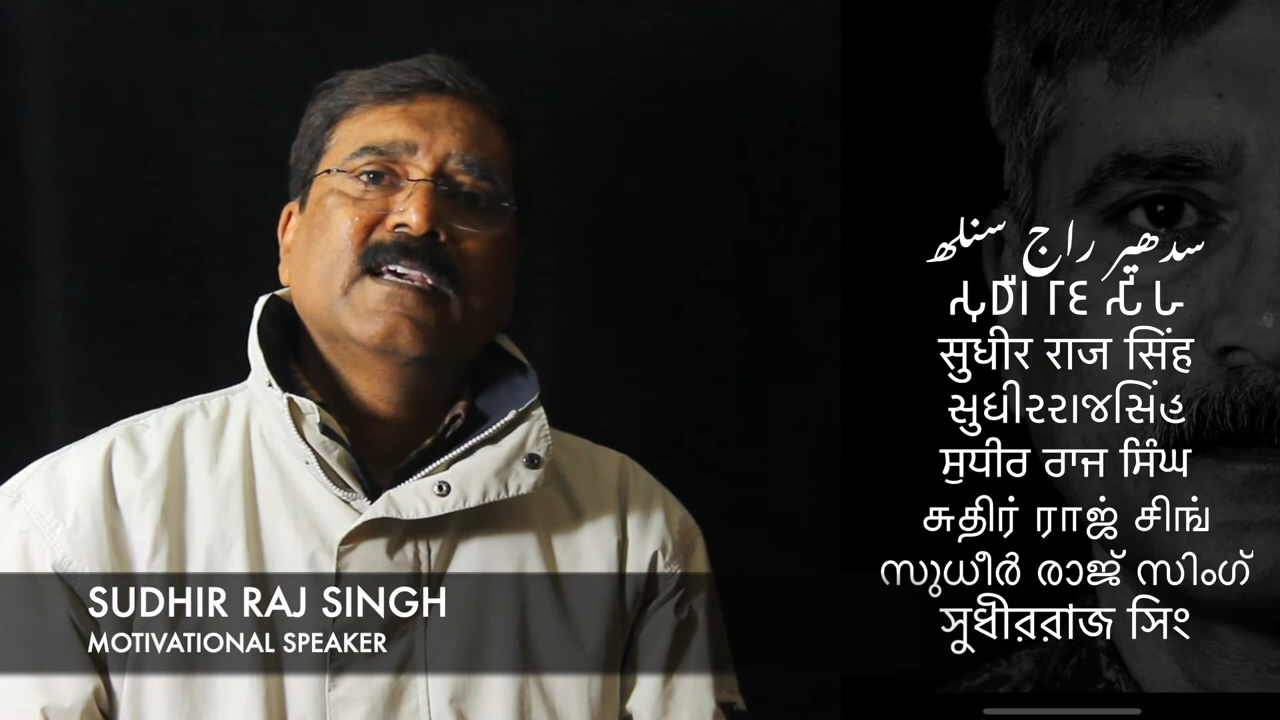 سدھیر راج سنلھ
सुधीर राज सिंह
સુધીરરાજસિંહ
ਸੁਧੀਰ ਰਾਜ ਸਿੰਘ
சுதிர் ராஜ் சிங்
സുധീർ രാജ് സിംഗ്
সুধীররাজ সিং
SUDHIR RAJ SINGH
MOTIVATIONAL SPEAKER